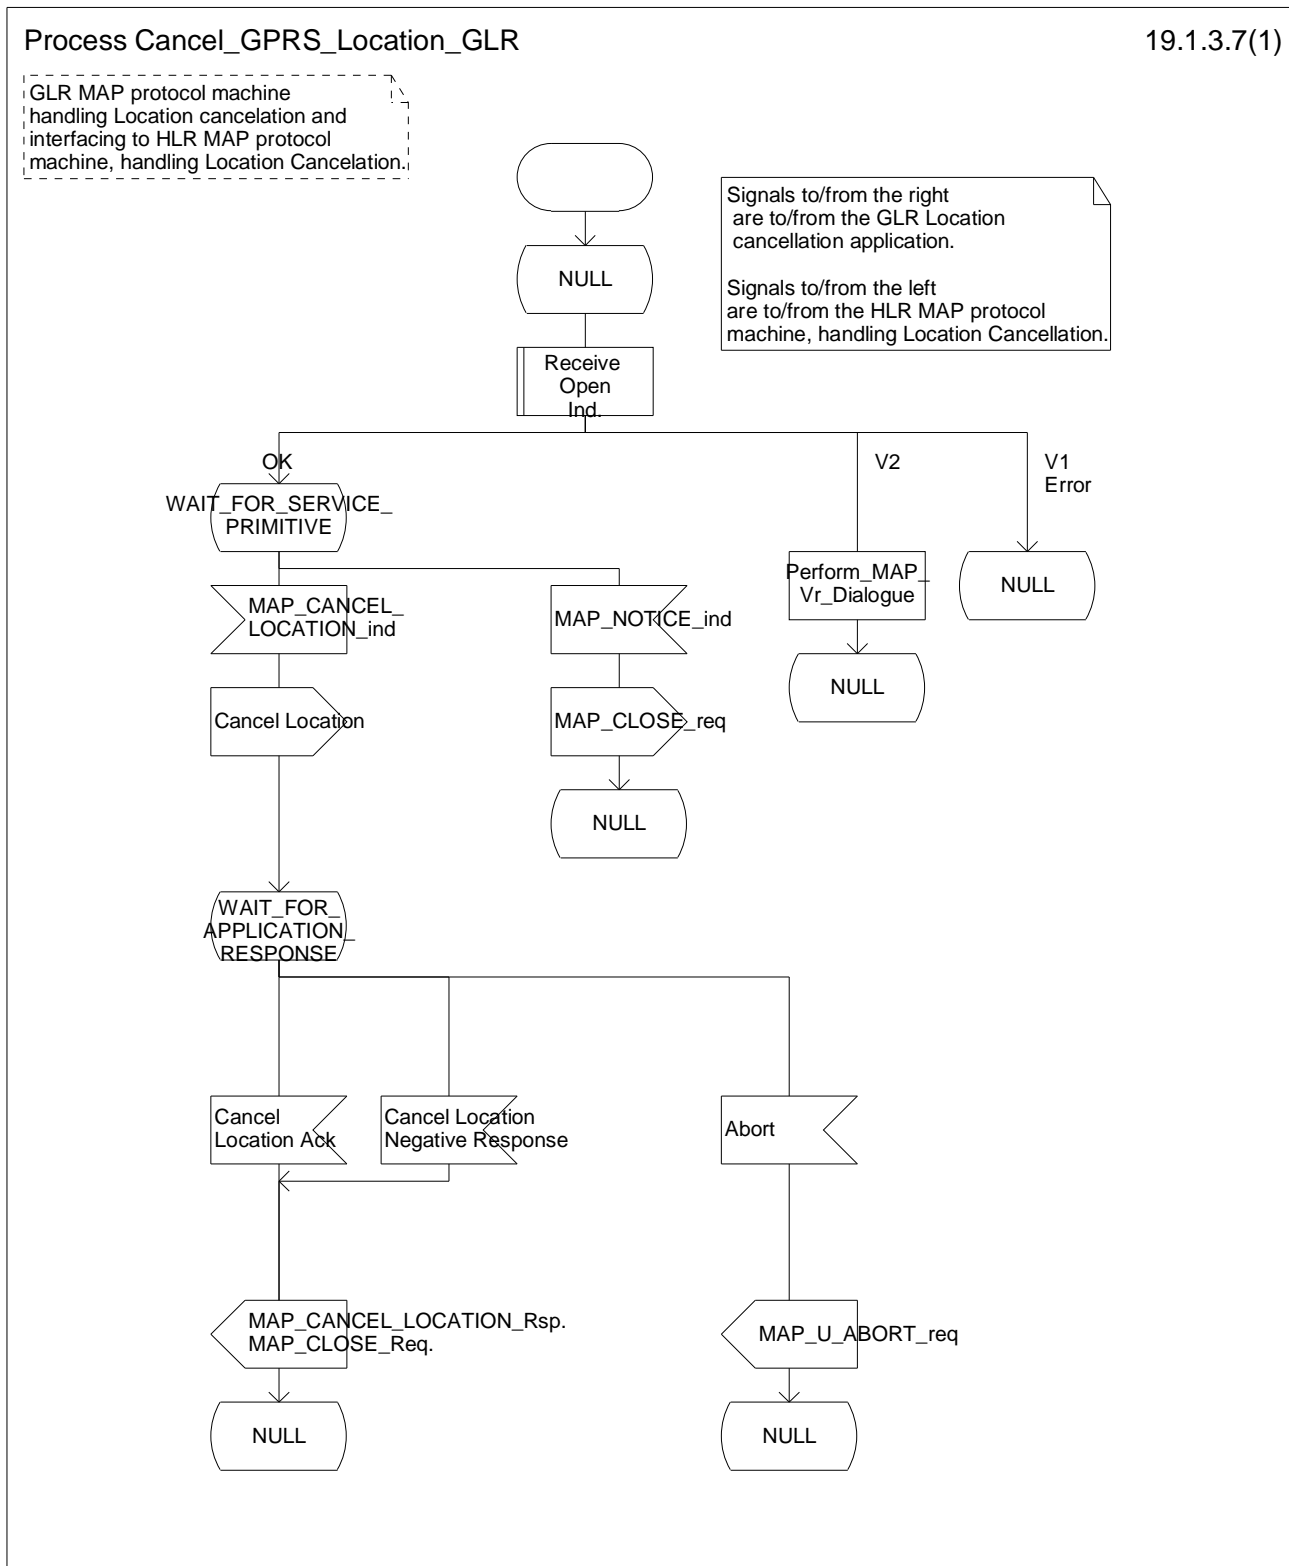 Process Cancel_GPRS_Location_GLR
19.1.3.7(1)
GLR MAP protocol machine
handling Location cancelation and
interfacing to HLR MAP protocol
machine, handling Location Cancelation.
Signals to/from the right
are to/from the GLR Location
cancellation application.
Signals to/from the left
are to/from the HLR MAP protocol
machine, handling Location Cancellation.
NULL
Receive
Open
Ind.
OK
V2
V1
Error
WAIT_FOR_SERVICE_
PRIMITIVE
Perform_MAP_
Vr_Dialogue
NULL
MAP_CANCEL_
LOCATION_ind
MAP_NOTICE_ind
NULL
Cancel Location
MAP_CLOSE_req
NULL
WAIT_FOR_
APPLICATION_
RESPONSE
Cancel
Location Ack
Cancel Location
Negative Response
Abort
MAP_CANCEL_LOCATION_Rsp.
MAP_CLOSE_Req.
MAP_U_ABORT_req
NULL
NULL